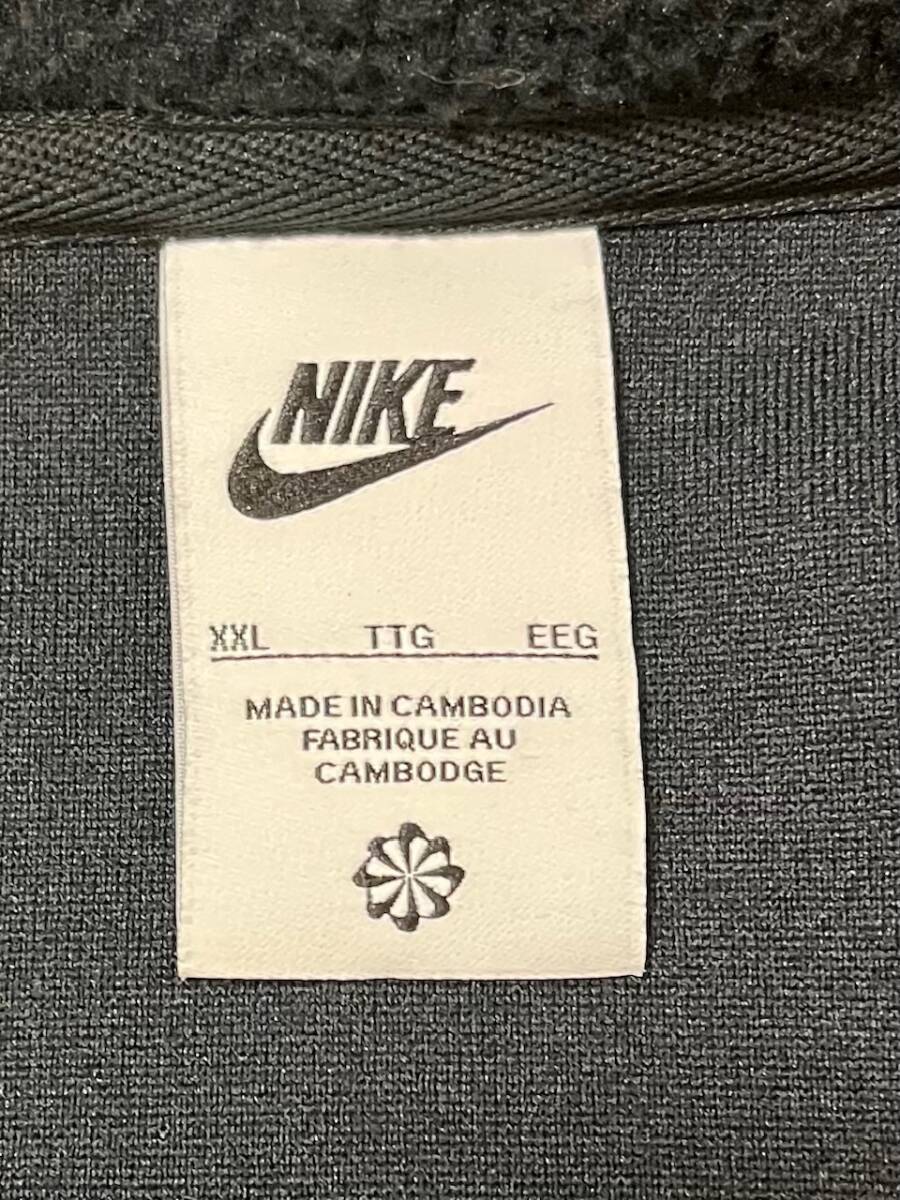 NIKE
XXL TTG EEG
MADE IN CAMBODIA
FABRIQUE AU
CAMBODGE